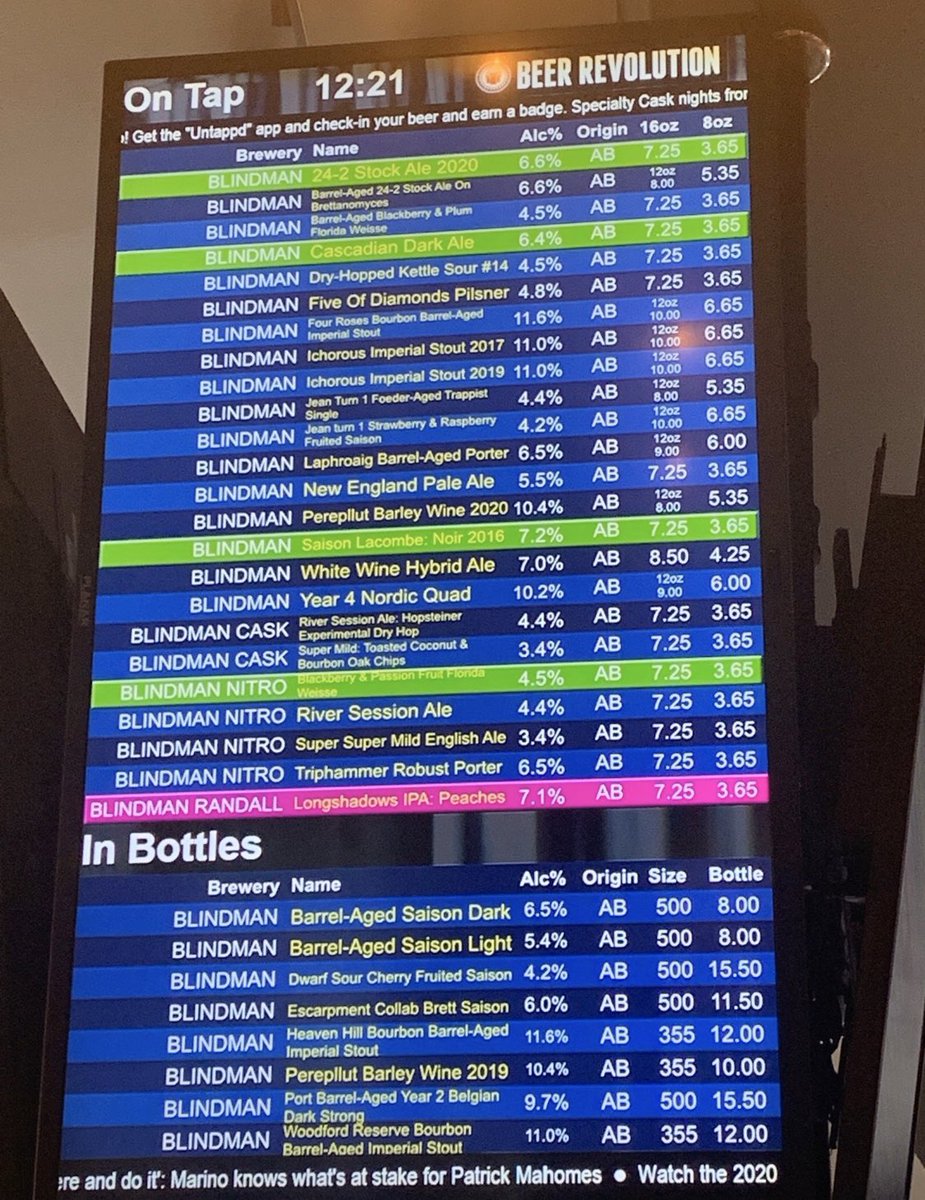 On Tap 12:21 BEER REVOLUTION
! Get the "Untappd" app and check-in your beer and earn a badge. Specialty Cask nights from
Brewery Name Alc% Origin 16oz 8oz
BLINDMAN 24-2 Stock Ale 2020 6.6% AB 7.25 3.65
BLINDMAN Barrel-Aged 24-2 Stock Ale On Brettanomyces 6.6% AB 12oz 8.00 5.35
BLINDMAN Barrel-Aged Blackberry & Plum Florida Weisse 4.5% AB 7.25 3.65
BLINDMAN Cascadian Dark Ale 6.4% AB 7.25 3.65
BLINDMAN Dry-Hopped Kettle Sour #14 4.5% AB 7.25 3.65
BLINDMAN Five Of Diamonds Pilsner 4.8% AB 7.25 3.65
BLINDMAN Four Roses Bourbon Barrel-Aged Imperial Stout 11.6% AB 12oz 10.00 6.65
BLINDMAN Ichorous Imperial Stout 2017 11.0% AB 12oz 10.00 6.65
BLINDMAN Ichorous Imperial Stout 2019 11.0% AB 12oz 10.00 6.65
BLINDMAN Jean Turn 1 Foeder-Aged Trappist Single 4.4% AB 12oz 8.00 5.35
BLINDMAN Jean turn 1 Strawberry & Raspberry Fruited Saison 4.2% AB 12oz 10.00 6.65
BLINDMAN Laphroaig Barrel-Aged Porter 6.5% AB 12oz 9.00 6.00
BLINDMAN New England Pale Ale 5.5% AB 7.25 3.65
BLINDMAN Perepllut Barley Wine 2020 10.4% AB 12oz 8.00 5.35
BLINDMAN Saison Lacombe: Noir 2016 7.2% AB 7.25 3.65
BLINDMAN White Wine Hybrid Ale 7.0% AB 8.50 4.25
BLINDMAN Year 4 Nordic Quad 10.2% AB 12oz 9.00 6.00
BLINDMAN CASK River Session Ale: Hopsteiner Experimental Dry Hop 4.4% AB 7.25 3.65
BLINDMAN CASK Super Mild: Toasted Coconut & Bourbon Oak Chips 3.4% AB 7.25 3.65
BLINDMAN NITRO Blackberry & Passion Fruit Florida Weisse 4.5% AB 7.25 3.65
BLINDMAN NITRO River Session Ale 4.4% AB 7.25 3.65
BLINDMAN NITRO Super Super Mild English Ale 3.4% AB 7.25 3.65
BLINDMAN NITRO Triphammer Robust Porter 6.5% AB 7.25 3.65
BLINDMAN RANDALL Longshadows IPA: Peaches 7.1% AB 7.25 3.65
In Bottles
Brewery Name Alc% Origin Size Bottle
BLINDMAN Barrel-Aged Saison Dark 6.5% AB 500 8.00
BLINDMAN Barrel-Aged Saison Light 5.4% AB 500 8.00
BLINDMAN Dwarf Sour Cherry Fruited Saison 4.2% AB 500 15.50
BLINDMAN Escarpment Collab Brett Saison 6.0% AB 500 11.50
BLINDMAN Heaven Hill Bourbon Barrel-Aged Imperial Stout 11.6% AB 355 12.00
BLINDMAN Perepllut Barley Wine 2019 10.4% AB 355 10.00
BLINDMAN Port Barrel-Aged Year 2 Belgian Dark Strong 9.7% AB 500 15.50
BLINDMAN Woodford Reserve Bourbon Barrel-Aged Imperial Stout 11.0% AB 355 12.00
ere and do it': Marino knows what's at stake for Patrick Mahomes ● Watch the 2020